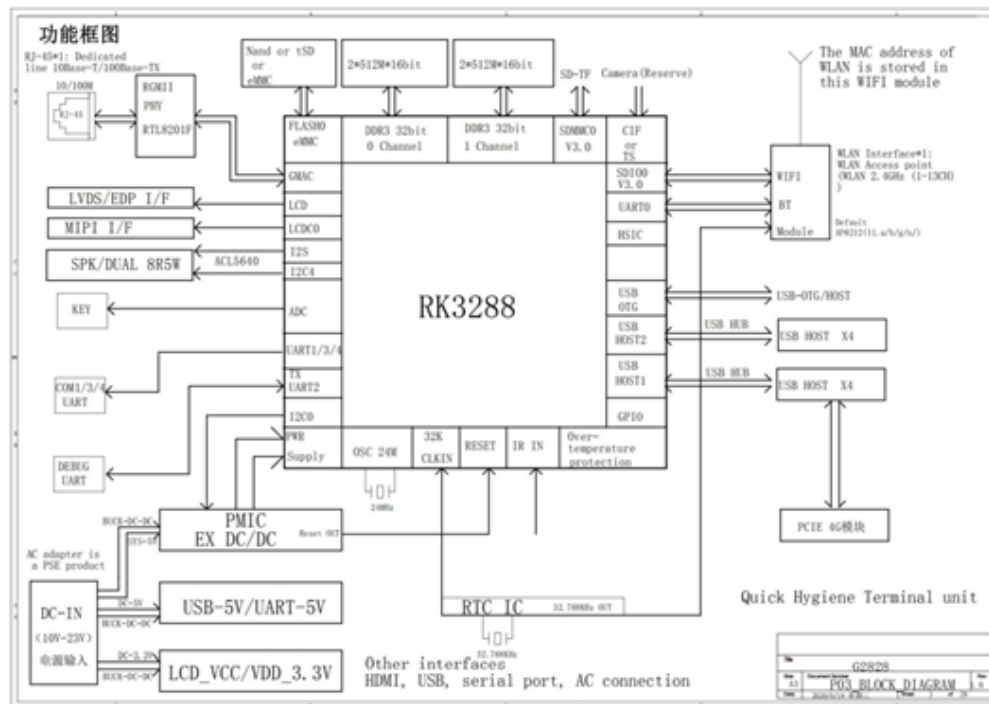 功能框图
RJ-45*1: Dedicated
line 10Base-T/100Base-TX
10/100M
RJ-45
RGMII
PHY
RTL8201F
Nand or tSD
or
eMMC
2*512M*16bit
2*512M*16bit
SD-TF
Camera(Reserve)
The MAC address of
WLAN is stored in
this WIFI module
FLASH0
eMMC
DDR3 32bit
0 Channel
DDR3 32bit
1 Channel
SDMMC0
V3.0
CIF
or
TS
GMAC
LCD
LCDC0
I2S
I2C4
ADC
UART1/3/4
TX
UART2
I2C0
PWR
Supply
RK3288
SDIO0
V3.0
UART0
HSIC
USB
OTG
USB
HOST2
USB
HOST1
GPIO
OSC 24M
32K
CLKIN
RESET
IR IN
Over-
temperature
protection
LVDS/EDP I/F
MIPI I/F
SPK/DUAL 8R5W
ACL5640
KEY
COM1/3/4
UART
DEBUG
UART
WIFI
BT
Module
WLAN Interface*1:
WLAN Access point
(WLAN 2.4GHz (1-13CH)
)
Default
AP6212(11.a/b/g/n/)
USB-OTG/HOST
USB HUB
USB HOST X4
USB HUB
USB HOST X4
PCIE 4G模块
24MHz
PMIC
EX DC/DC
Reset OUT
BUCK-DC-DC
SYS-5V
AC adapter is
a PSE product
DC-IN
(10V-23V)
电源输入
DC-5V
BUCK-DC-DC
USB-5V/UART-5V
DC-3.3V
BUCK-DC-DC
LCD_VCC/VDD_3.3V
RTC IC
32.768KHz OUT
32.768KHz
Quick Hygiene Terminal unit
Other interfaces
HDMI, USB, serial port, AC connection
Title
G2828
Size
A3
Document Number
P03_BLOCK_DIAGRAM
Rev
1.0
Date
Sheet
of